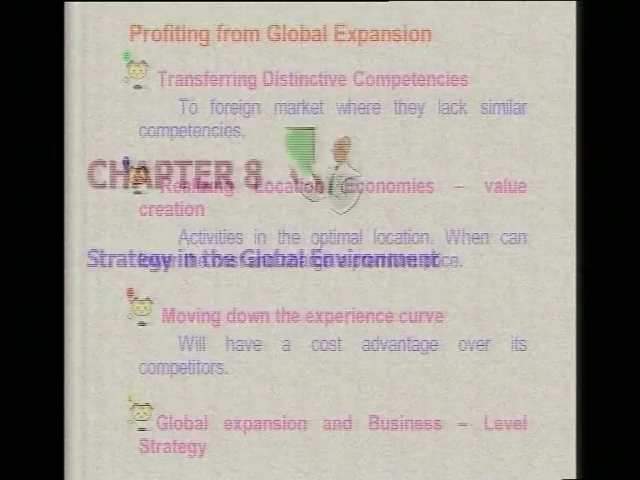 Profiting from Global Expansion
Transferring Distinctive Competencies
To foreign market where they lack similar
competencies.
CHAPTER 8
Realizing Location Economies – value
creation
Activities in the optimal location. When can
Strategy in the Global Environment
Moving down the experience curve
Will have a cost advantage over its
competitors.
Global expansion and Business – Level
Strategy